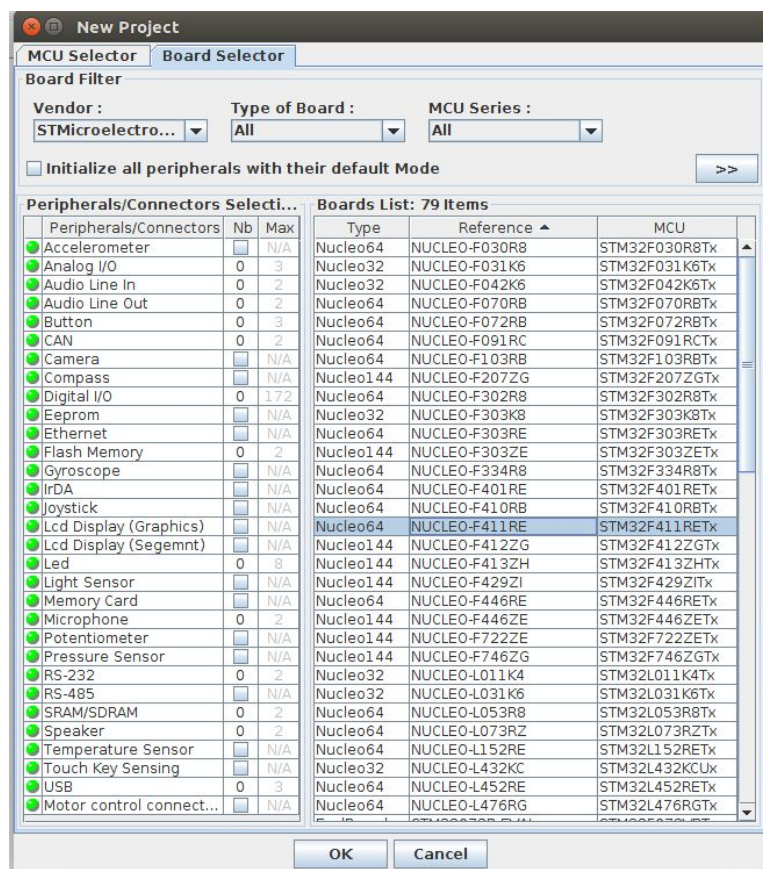 New Project
MCU Selector Board Selector
Board Filter
Vendor : Type of Board : MCU Series :
STMicroelectro... All All
Initialize all peripherals with their default Mode >>
Peripherals/Connectors Selecti... Boards List: 79 Items
Peripherals/Connectors Nb Max Type Reference MCU
Accelerometer N/A Nucleo64 NUCLEO-F030R8 STM32F030R8Tx
Analog I/O 0 3 Nucleo32 NUCLEO-F031K6 STM32F031K6Tx
Audio Line In 0 2 Nucleo32 NUCLEO-F042K6 STM32F042K6Tx
Audio Line Out 0 2 Nucleo64 NUCLEO-F070RB STM32F070RBTx
Button 0 3 Nucleo64 NUCLEO-F072RB STM32F072RBTx
CAN 0 2 Nucleo64 NUCLEO-F091RC STM32F091RCTx
Camera N/A Nucleo64 NUCLEO-F103RB STM32F103RBTx
Compass N/A Nucleo144 NUCLEO-F207ZG STM32F207ZGTx
Digital I/O 0 172 Nucleo64 NUCLEO-F302R8 STM32F302R8Tx
Eeprom N/A Nucleo32 NUCLEO-F303K8 STM32F303K8Tx
Ethernet N/A Nucleo64 NUCLEO-F303RE STM32F303RETx
Flash Memory 0 2 Nucleo144 NUCLEO-F303ZE STM32F303ZETx
Gyroscope N/A Nucleo64 NUCLEO-F334R8 STM32F334R8Tx
IrDA N/A Nucleo64 NUCLEO-F401RE STM32F401RETx
Joystick N/A Nucleo64 NUCLEO-F410RB STM32F410RBTx
Lcd Display (Graphics) N/A Nucleo64 NUCLEO-F411RE STM32F411RETx
Lcd Display (Segemnt) N/A Nucleo144 NUCLEO-F412ZG STM32F412ZGTx
Led 0 8 Nucleo144 NUCLEO-F413ZH STM32F413ZHTx
Light Sensor N/A Nucleo144 NUCLEO-F429ZI STM32F429ZITx
Memory Card N/A Nucleo64 NUCLEO-F446RE STM32F446RETx
Microphone 0 2 Nucleo144 NUCLEO-F446ZE STM32F446ZETx
Potentiometer N/A Nucleo144 NUCLEO-F722ZE STM32F722ZETx
Pressure Sensor N/A Nucleo144 NUCLEO-F746ZG STM32F746ZGTx
RS-232 0 2 Nucleo32 NUCLEO-L011K4 STM32L011K4Tx
RS-485 N/A Nucleo32 NUCLEO-L031K6 STM32L031K6Tx
SRAM/SDRAM 0 2 Nucleo64 NUCLEO-L053R8 STM32L053R8Tx
Speaker 0 2 Nucleo64 NUCLEO-L073RZ STM32L073RZTx
Temperature Sensor N/A Nucleo64 NUCLEO-L152RE STM32L152RETx
Touch Key Sensing N/A Nucleo32 NUCLEO-L432KC STM32L432KCUx
USB 0 3 Nucleo64 NUCLEO-L452RE STM32L452RETx
Motor control connect... N/A Nucleo64 NUCLEO-L476RG STM32L476RGTx
OK Cancel